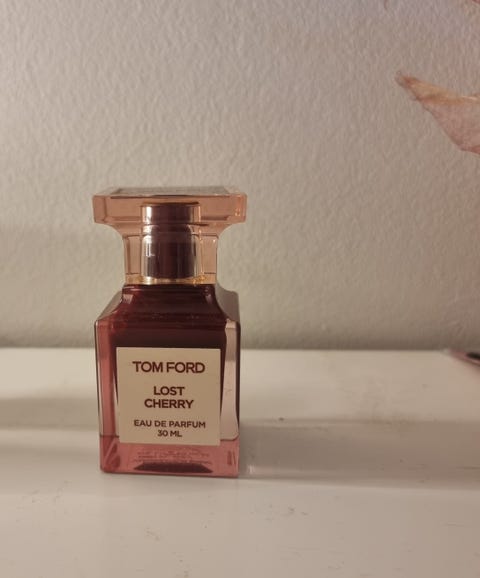 TOM FORD
LOST
CHERRY
EAU DE PARFUM
30 ML